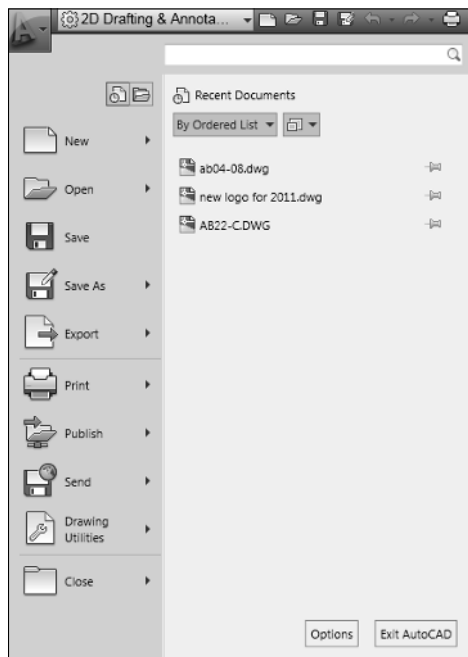 2D Drafting & Annota...
Recent Documents
By Ordered List
New
ab04-08.dwg
Open
new logo for 2011.dwg
AB22-C.DWG
Save
Save As
Export
Print
Publish
Send
Drawing
Utilities
Close
Options
Exit AutoCAD